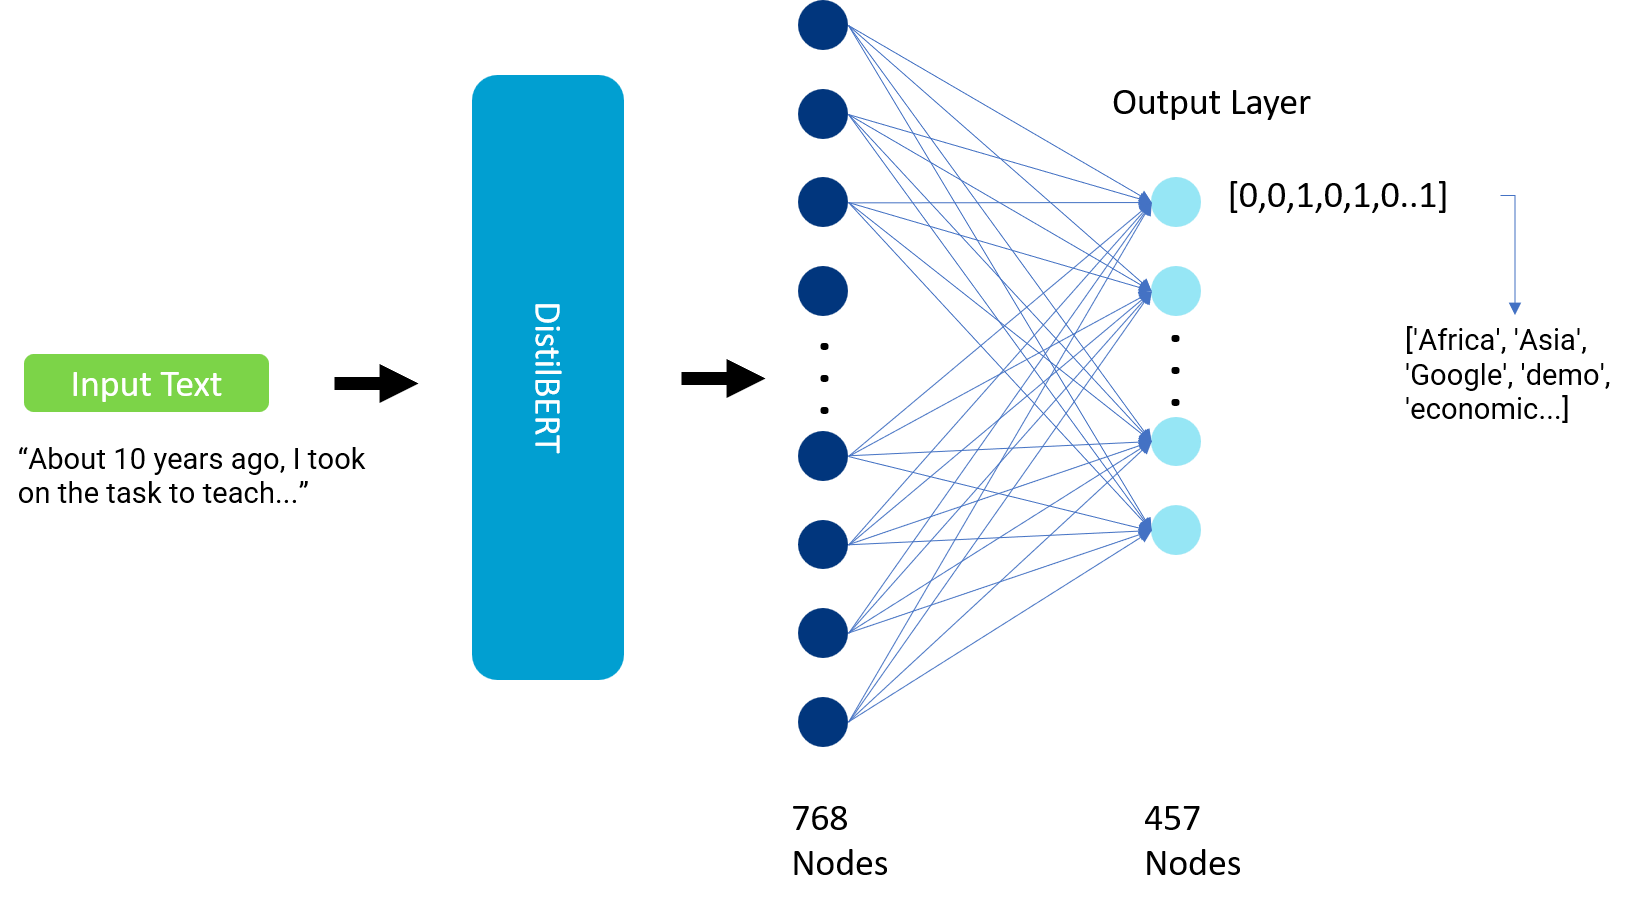 Input Text
“About 10 years ago, I took
on the task to teach...”
DistilBERT
Output Layer
[0,0,1,0,1,0..1]
['Africa', 'Asia',
'Google', 'demo',
'economic...]
768
Nodes
457
Nodes